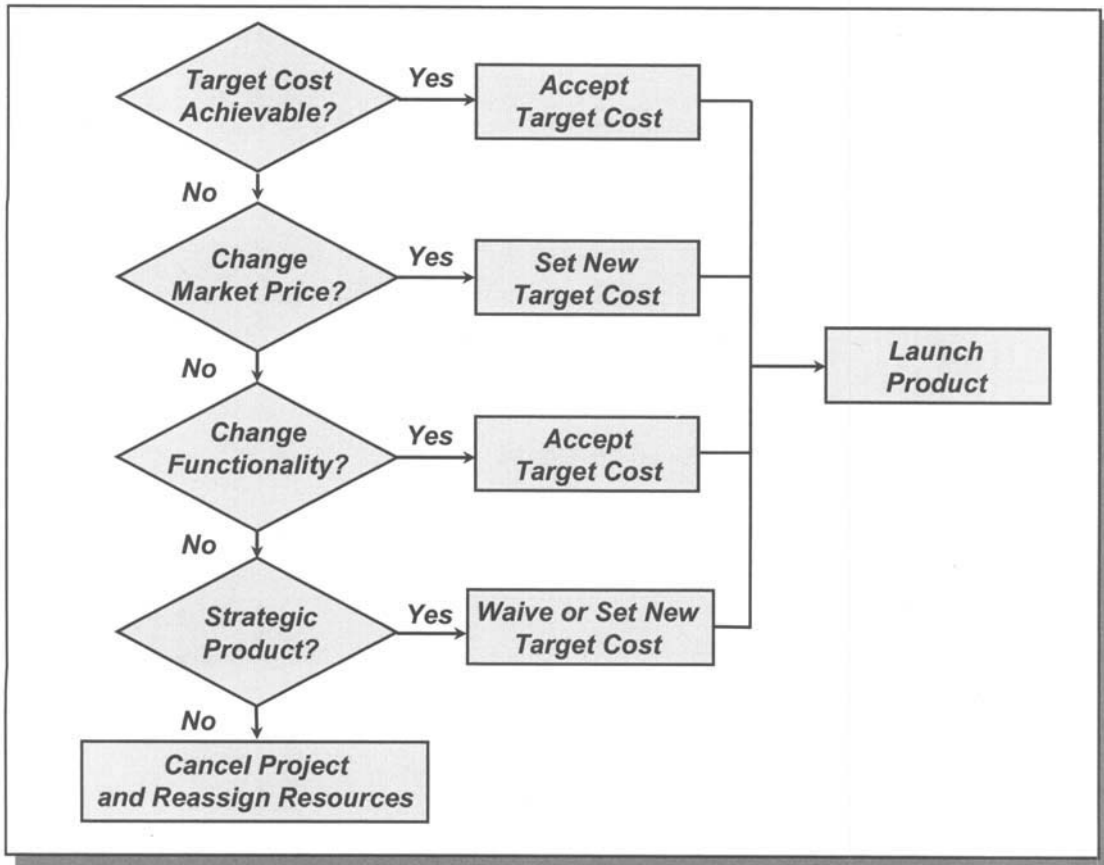 Target Cost
Achievable?
Yes
Accept
Target Cost
No
Change
Market Price?
Yes
Set New
Target Cost
Launch
Product
No
Change
Functionality?
Yes
Accept
Target Cost
No
Strategic
Product?
Yes
Waive or Set New
Target Cost
No
Cancel Project
and Reassign Resources